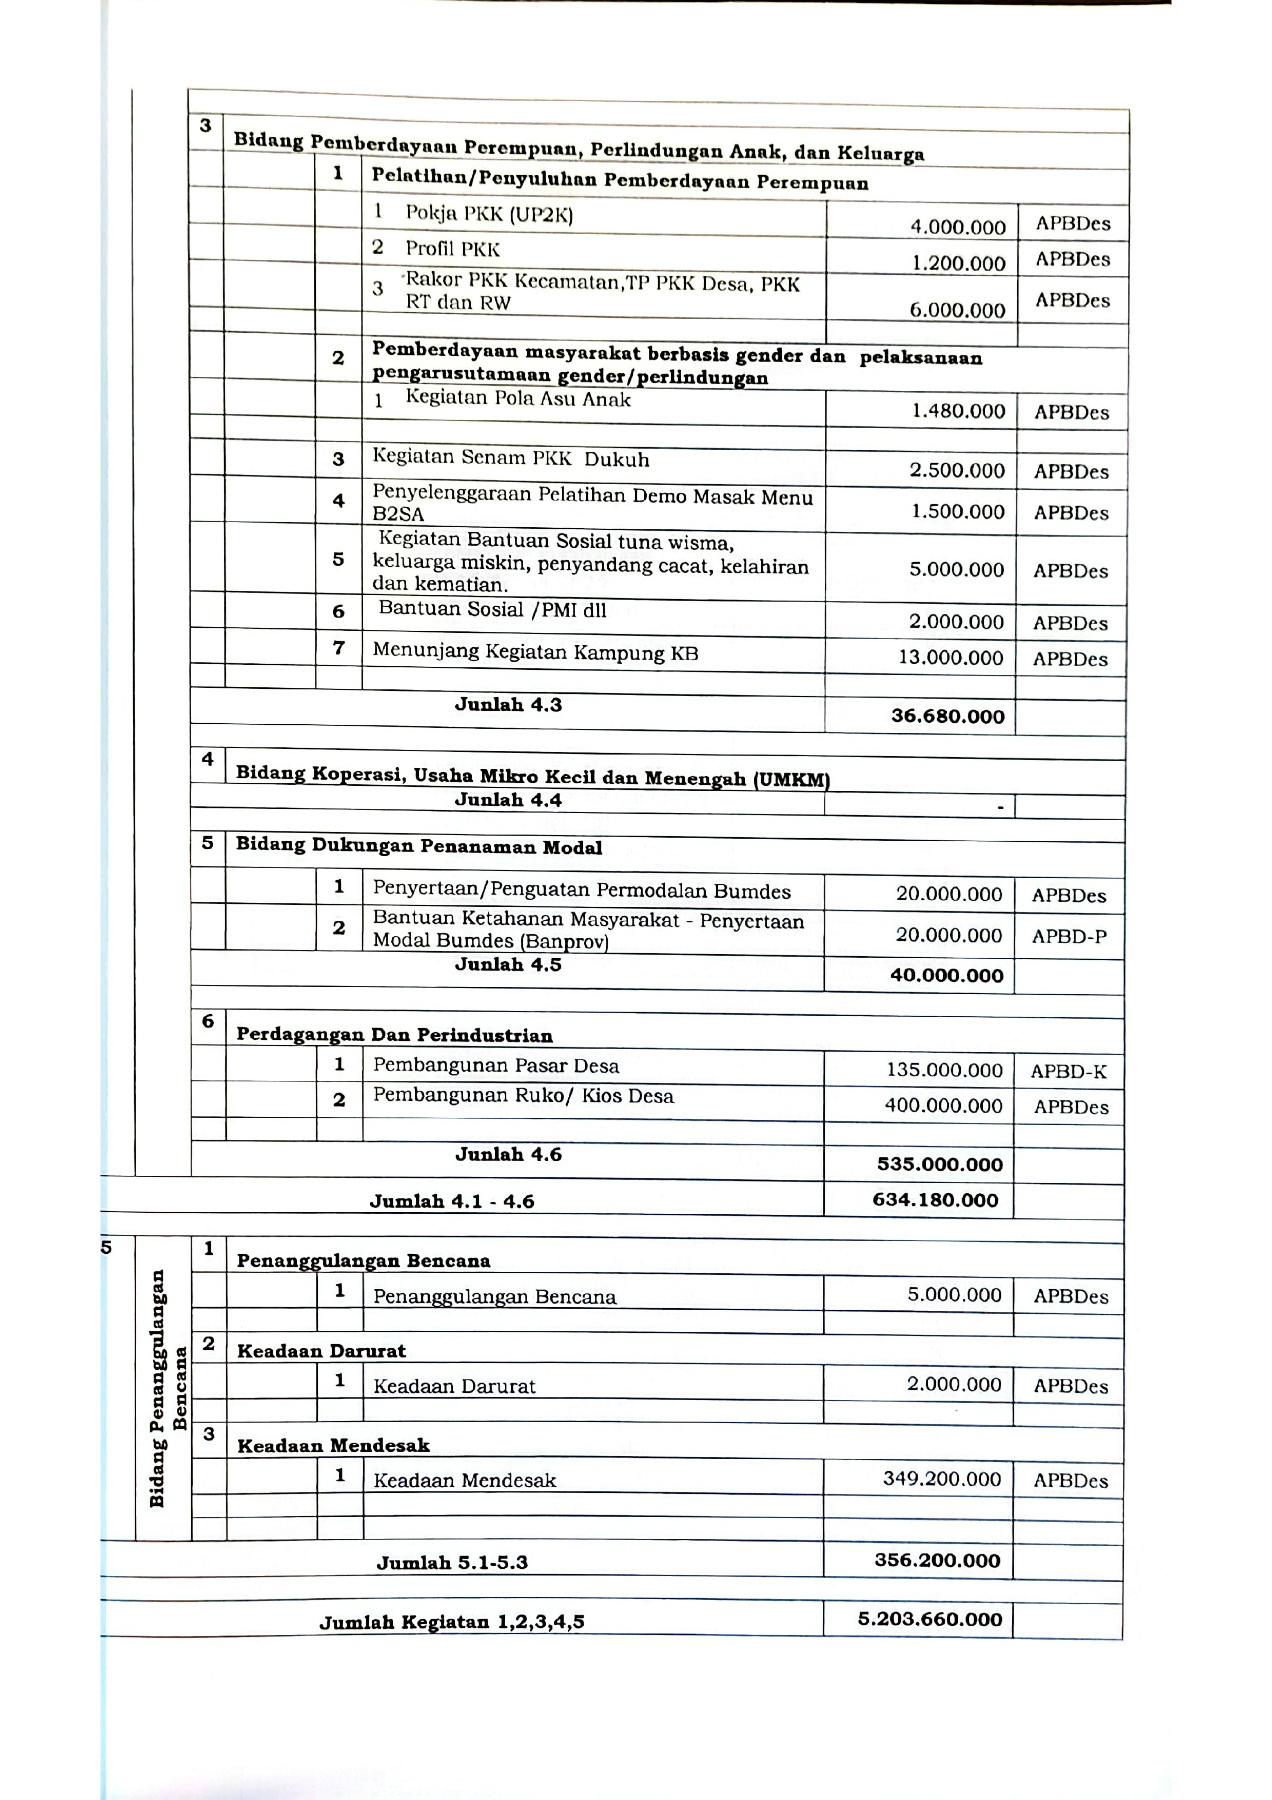 3 Bidang Pemberdayaan Perempuan, Perlindungan Anak, dan Keluarga
1 Pelatihan/Penyuluhan Pemberdayaan Perempuan
1 Pokja PKK (UP2K) 4.000.000 APBDes
2 Profil PKK 1.200.000 APBDes
3 Rakor PKK Kecamatan,TP PKK Desa, PKK
RT dan RW 6.000.000 APBDes
2 Pemberdayaan masyarakat berbasis gender dan pelaksanaan
pengarusutamaan gender/perlindungan
1 Kegiatan Pola Asu Anak 1.480.000 APBDes
3 Kegiatan Senam PKK Dukuh 2.500.000 APBDes
4 Penyelenggaraan Pelatihan Demo Masak Menu
B2SA 1.500.000 APBDes
5 Kegiatan Bantuan Sosial tuna wisma,
keluarga miskin, penyandang cacat, kelahiran
dan kematian. 5.000.000 APBDes
6 Bantuan Sosial /PMI dll 2.000.000 APBDes
7 Menunjang Kegiatan Kampung KB 13.000.000 APBDes
Junlah 4.3 36.680.000
4 Bidang Koperasi, Usaha Mikro Kecil dan Menengah (UMKM)
Junlah 4.4 -
5 Bidang Dukungan Penanaman Modal
1 Penyertaan/Penguatan Permodalan Bumdes 20.000.000 APBDes
2 Bantuan Ketahanan Masyarakat - Penyertaan
Modal Bumdes (Banprov) 20.000.000 APBD-P
Junlah 4.5 40.000.000
6 Perdagangan Dan Perindustrian
1 Pembangunan Pasar Desa 135.000.000 APBD-K
2 Pembangunan Ruko/ Kios Desa 400.000.000 APBDes
Junlah 4.6 535.000.000
Jumlah 4.1 - 4.6 634.180.000
5 Bidang Penanggulangan
Bencana
1 Penanggulangan Bencana
1 Penanggulangan Bencana 5.000.000 APBDes
2 Keadaan Darurat
1 Keadaan Darurat 2.000.000 APBDes
3 Keadaan Mendesak
1 Keadaan Mendesak 349.200.000 APBDes
Jumlah 5.1-5.3 356.200.000
Jumlah Kegiatan 1,2,3,4,5 5.203.660.000